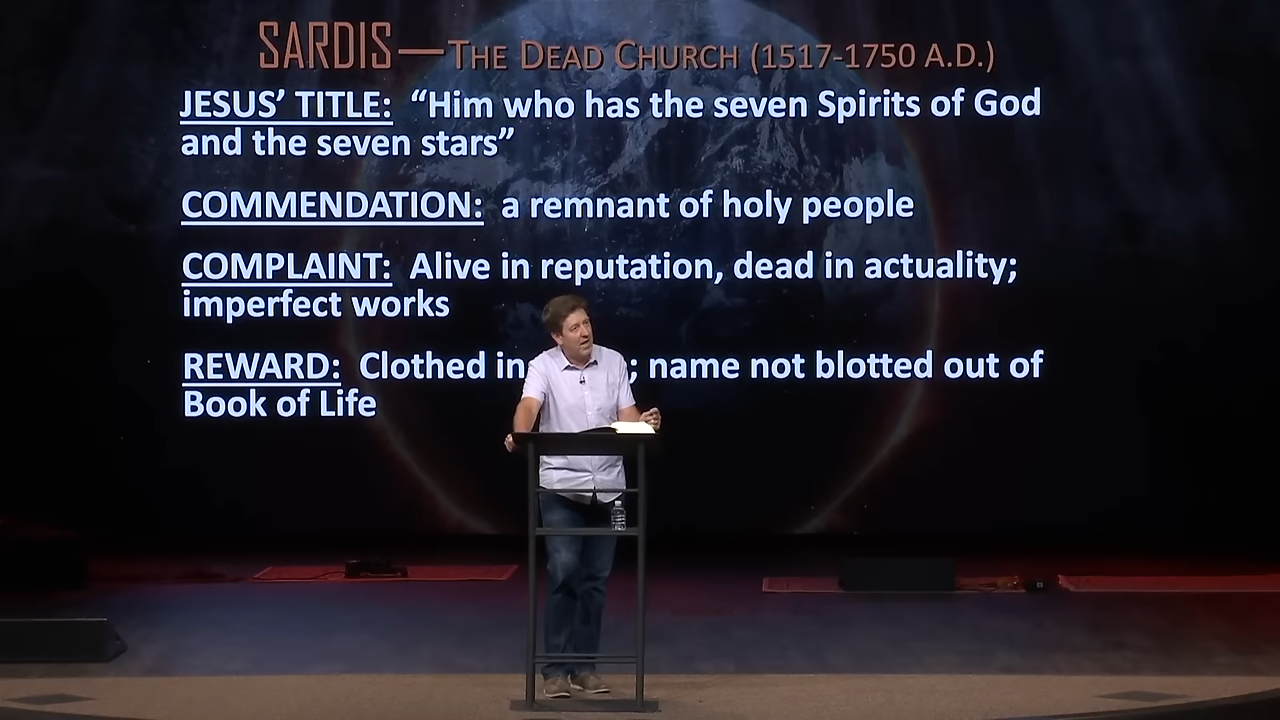 SARDIS—THE DEAD CHURCH (1517-1750 A.D.)
JESUS’ TITLE: “Him who has the seven Spirits of God
and the seven stars”
COMMENDATION: a remnant of holy people
COMPLAINT: Alive in reputation, dead in actuality;
imperfect works
REWARD: Clothed in ; name not blotted out of
Book of Life